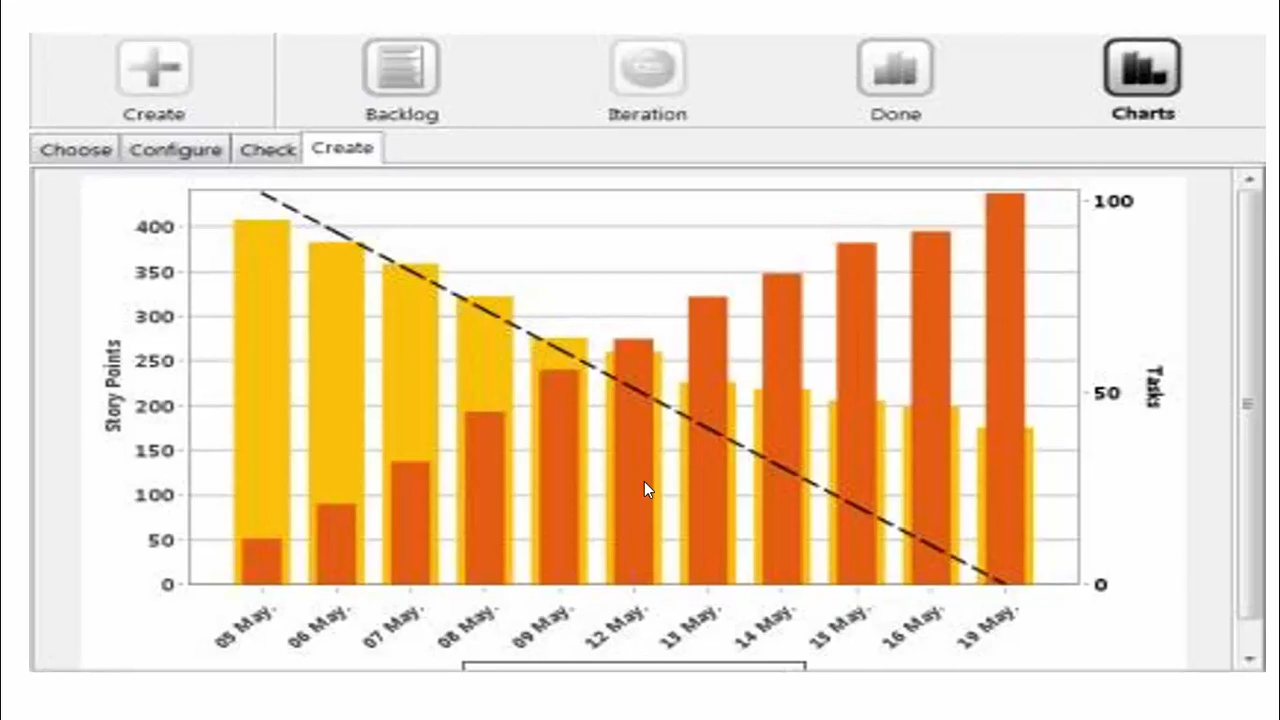 Create Backlog Iteration Done Charts
Choose Configure Check Create
400
350
300
250
200
150
100
50
0
Story Points
100
50
0
Tasks
05 May. 06 May. 07 May. 08 May. 09 May. 12 May. 13 May. 14 May. 15 May. 16 May. 19 May.